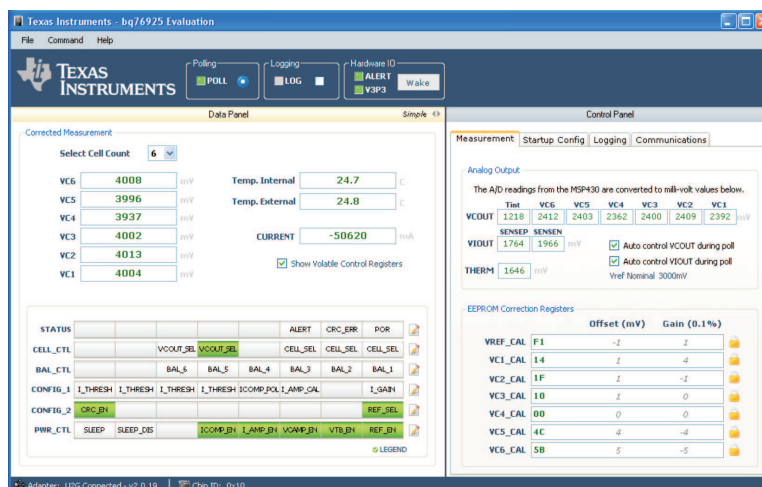 Texas Instruments - bq76925 Evaluation
File Command Help
TEXAS INSTRUMENTS
Polling
POLL
Logging
LOG
Hardware IO
ALERT
V3P3
Wake
Data Panel Simple
Corrected Measurement
Select Cell Count 6
VC6 4008 mV
VC5 3996 mV
VC4 3937 mV
VC3 4002 mV
VC2 4013 mV
VC1 4004 mV
Temp. Internal 24.7 C
Temp. External 24.8 C
CURRENT -50620 mA
Show Volatile Control Registers
STATUS ALERT CRC_ERR POR
CELL_CTL VCOUT_SEL VCOUT_SEL CELL_SEL CELL_SEL CELL_SEL
BAL_CTL BAL_6 BAL_5 BAL_4 BAL_3 BAL_2 BAL_1
CONFIG_1 I_THRESH I_THRESH I_THRESH I_THRESH ICOMP_POL I_AMP_CAL I_GAIN
CONFIG_2 CRC_EN REF_SEL
PWR_CTL SLEEP SLEEP_DIS ICOMP_EN I_AMP_EN VCAMP_EN VTB_EN REF_EN
LEGEND
Control Panel
Measurement Startup Config Logging Communications
Analog Output
The A/D readings from the MSP430 are converted to milli-volt values below.
Tint VC6 VC5 VC4 VC3 VC2 VC1
VCOUT 1218 2412 2403 2362 2400 2409 2392 mV
SENSEP SENSEN
VIOUT 1764 1966 mV
Auto control VCOUT during poll
Auto control VIOUT during poll
THERM 1646 mV
Vref Nominal 3000mV
EEPROM Correction Registers
Offset (mV) Gain (0.1%)
VREF_CAL F1 -1 1
VC1_CAL 14 1 4
VC2_CAL 1F 1 -1
VC3_CAL 10 1 0
VC4_CAL 00 0 0
VC5_CAL 4C 4 -4
VC6_CAL 5B 5 -5
Adapter: U2G Connected - v2.0.19 Chip ID: 0x10